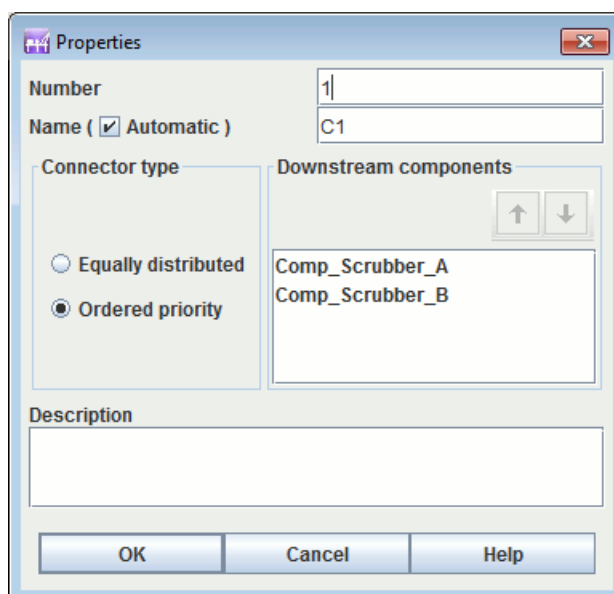 Properties
Number 1
Name ( Automatic ) C1
Connector type
Downstream components
Equally distributed
Ordered priority
Comp_Scrubber_A
Comp_Scrubber_B
Description
OK Cancel Help